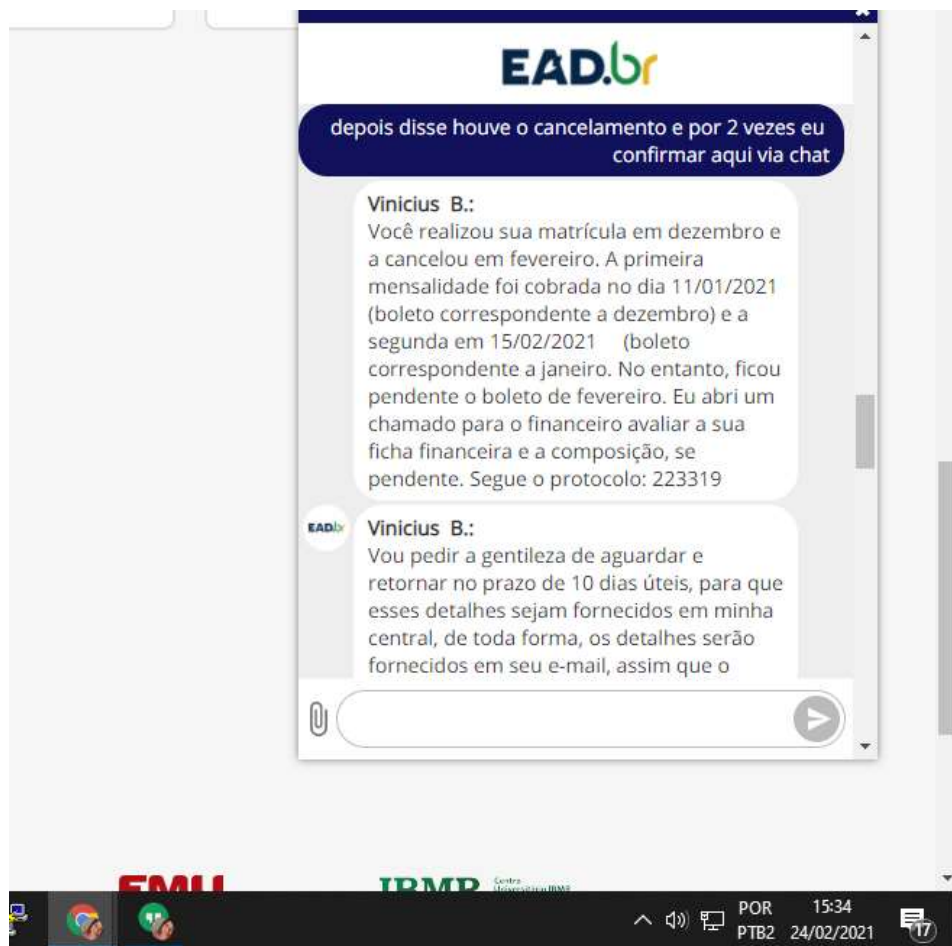 EAD.br
depois disse houve o cancelamento e por 2 vezes eu
confirmar aqui via chat
Vinicius B.:
Você realizou sua matrícula em dezembro e
a cancelou em fevereiro. A primeira
mensalidade foi cobrada no dia 11/01/2021
(boleto correspondente a dezembro) e a
segunda em 15/02/2021 (boleto
correspondente a janeiro. No entanto, ficou
pendente o boleto de fevereiro. Eu abri um
chamado para o financeiro avaliar a sua
ficha financeira e a composição, se
pendente. Segue o protocolo: 223319
EAD.br
Vinicius B.:
Vou pedir a gentileza de aguardar e
retornar no prazo de 10 dias úteis, para que
esses detalhes sejam fornecidos em minha
central, de toda forma, os detalhes serão
fornecidos em seu e-mail, assim que o
FMU
IBMR Centro
Universitário IBMR
POR 15:34
PTB2 24/02/2021
17